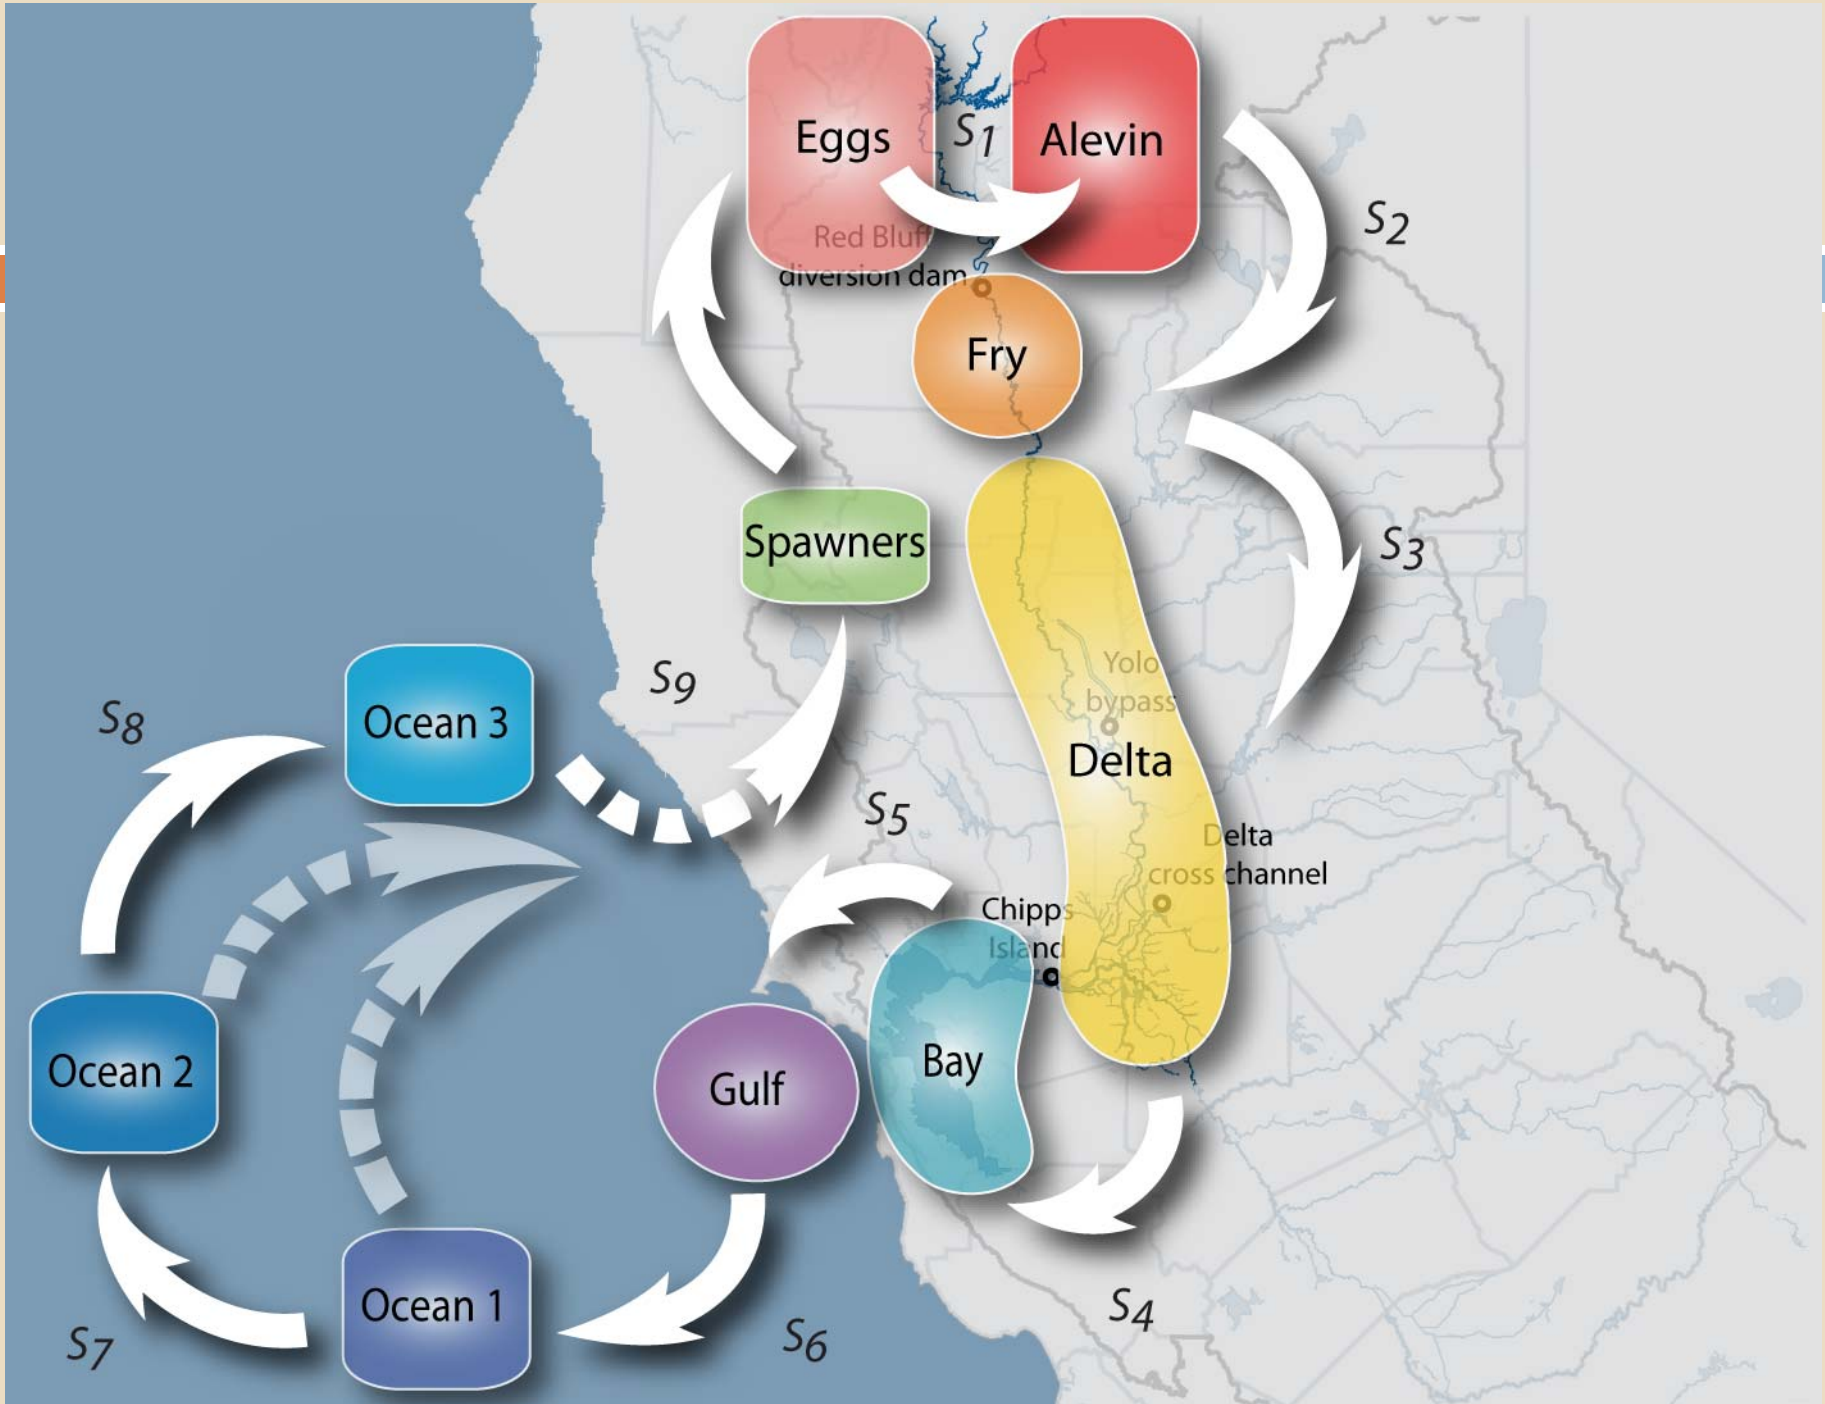 Eggs
S1
Alevin
S2
Red Bluff
diversion dam
Fry
Spawners
S3
Yolo
bypass
Delta
S9
S8
Ocean 3
S5
Delta
cross channel
Chipps
Island
Ocean 2
Gulf
Bay
Ocean 1
S4
S6
S7